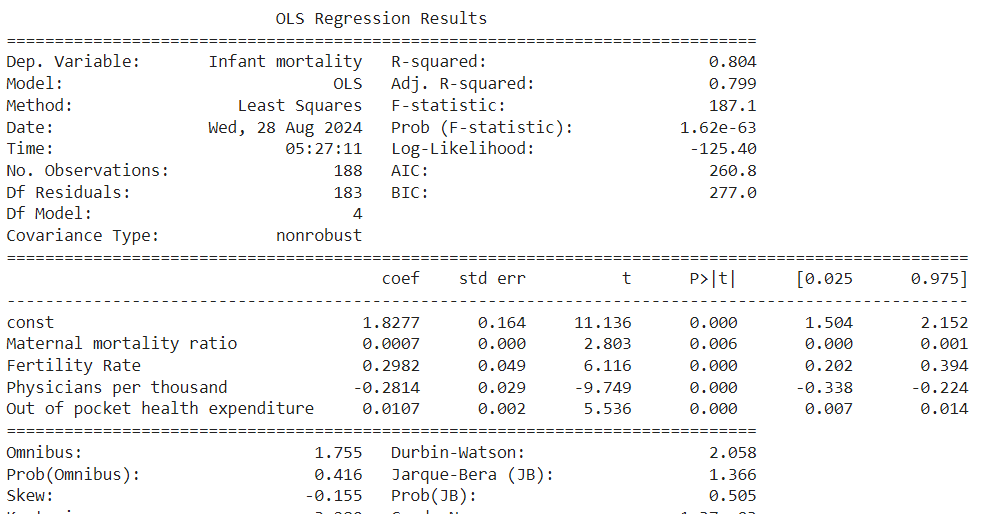 OLS Regression Results
==============================================================================
Dep. Variable: Infant mortality R-squared: 0.804
Model: OLS Adj. R-squared: 0.799
Method: Least Squares F-statistic: 187.1
Date: Wed, 28 Aug 2024 Prob (F-statistic): 1.62e-63
Time: 05:27:11 Log-Likelihood: -125.40
No. Observations: 188 AIC: 260.8
Df Residuals: 183 BIC: 277.0
Df Model: 4
Covariance Type: nonrobust
====================================================================================================
coef std err t P>|t| [0.025 0.975]
----------------------------------------------------------------------------------------------------
const 1.8277 0.164 11.136 0.000 1.504 2.152
Maternal mortality ratio 0.0007 0.000 2.803 0.006 0.000 0.001
Fertility Rate 0.2982 0.049 6.116 0.000 0.202 0.394
Physicians per thousand -0.2814 0.029 -9.749 0.000 -0.338 -0.224
Out of pocket health expenditure 0.0107 0.002 5.536 0.000 0.007 0.014
==============================================================================
Omnibus: 1.755 Durbin-Watson: 2.058
Prob(Omnibus): 0.416 Jarque-Bera (JB): 1.366
Skew: -0.155 Prob(JB): 0.505